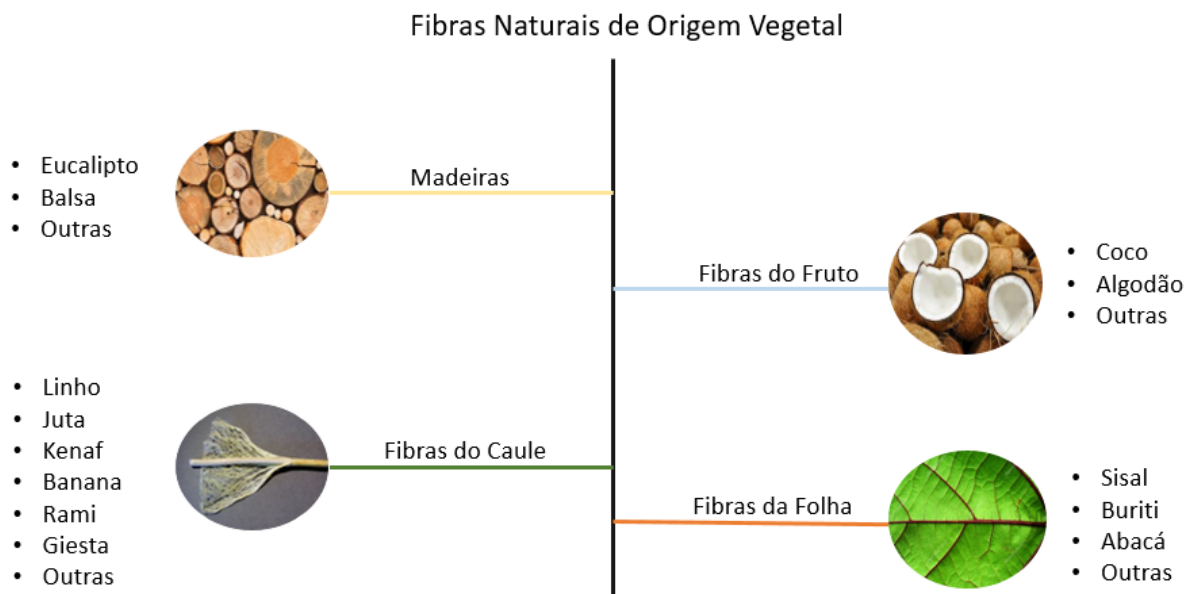 Fibras Naturais de Origem Vegetal
Madeiras
• Eucalipto
• Balsa
• Outras
Fibras do Fruto
• Coco
• Algodão
• Outras
Fibras do Caule
• Linho
• Juta
• Kenaf
• Banana
• Rami
• Giesta
• Outras
Fibras da Folha
• Sisal
• Buriti
• Abacá
• Outras